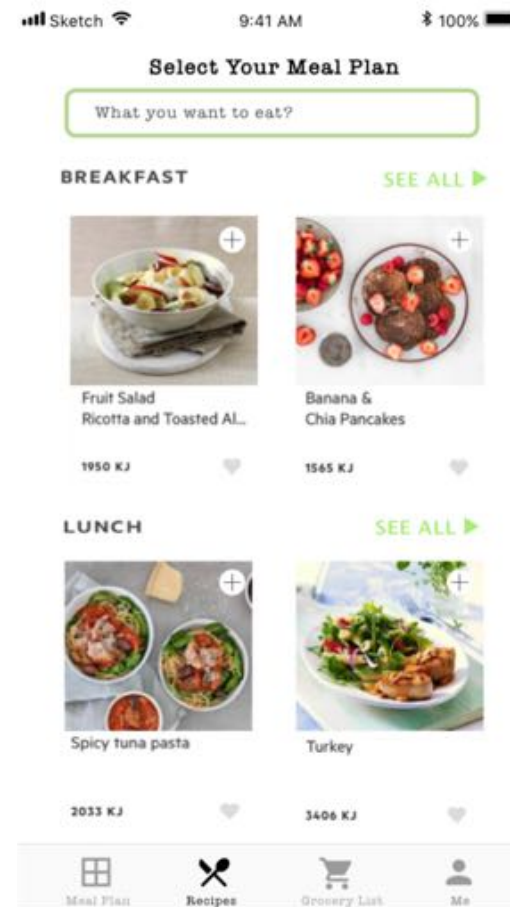 Sketch 9:41 AM 100%
Select Your Meal Plan
What you want to eat?
BREAKFAST SEE ALL
Fruit Salad
Ricotta and Toasted Al...
1950 KJ
Banana &
Chia Pancakes
1565 KJ
LUNCH SEE ALL
Spicy tuna pasta
2033 KJ
Turkey
3406 KJ
Meal Plan Recipes Grocery List Me